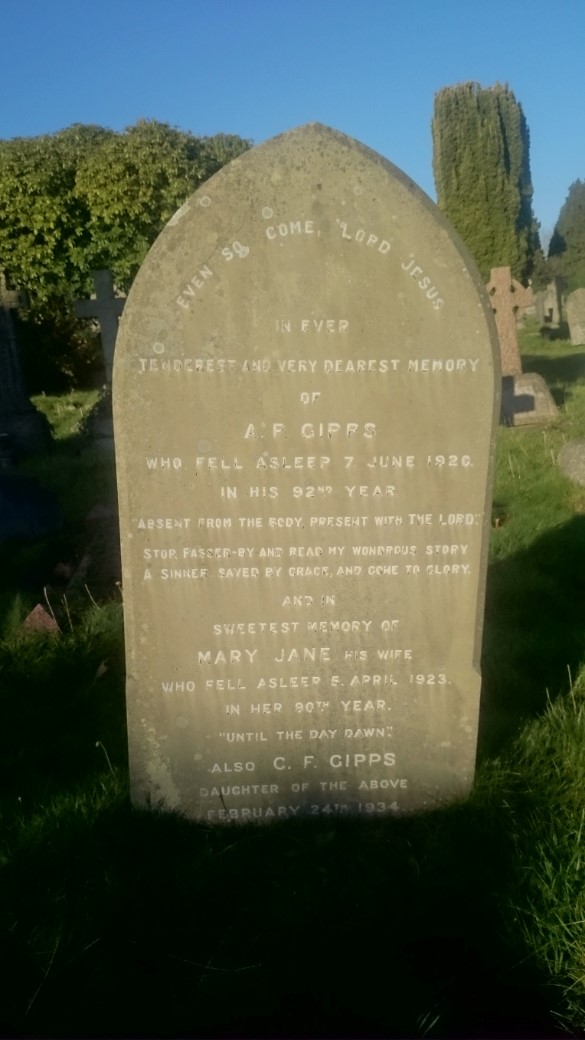 EVEN SO COME, LORD JESUS
IN EVER
TENDEREST AND VERY DEAREST MEMORY
OF
A. F. GIPPS
WHO FELL ASLEEP 7 JUNE 1920.
IN HIS 92ND YEAR
"ABSENT FROM THE BODY, PRESENT WITH THE LORD."
STOP, PASSER-BY AND READ MY WONDROUS STORY
A SINNER SAVED BY GRACE, AND GONE TO GLORY.
AND IN
SWEETEST MEMORY OF
MARY JANE HIS WIFE
WHO FELL ASLEEP 5. APRIL 1923.
IN HER 90TH YEAR.
"UNTIL THE DAY DAWN."
ALSO C. F. GIPPS
DAUGHTER OF THE ABOVE
FEBRUARY 24TH 1934